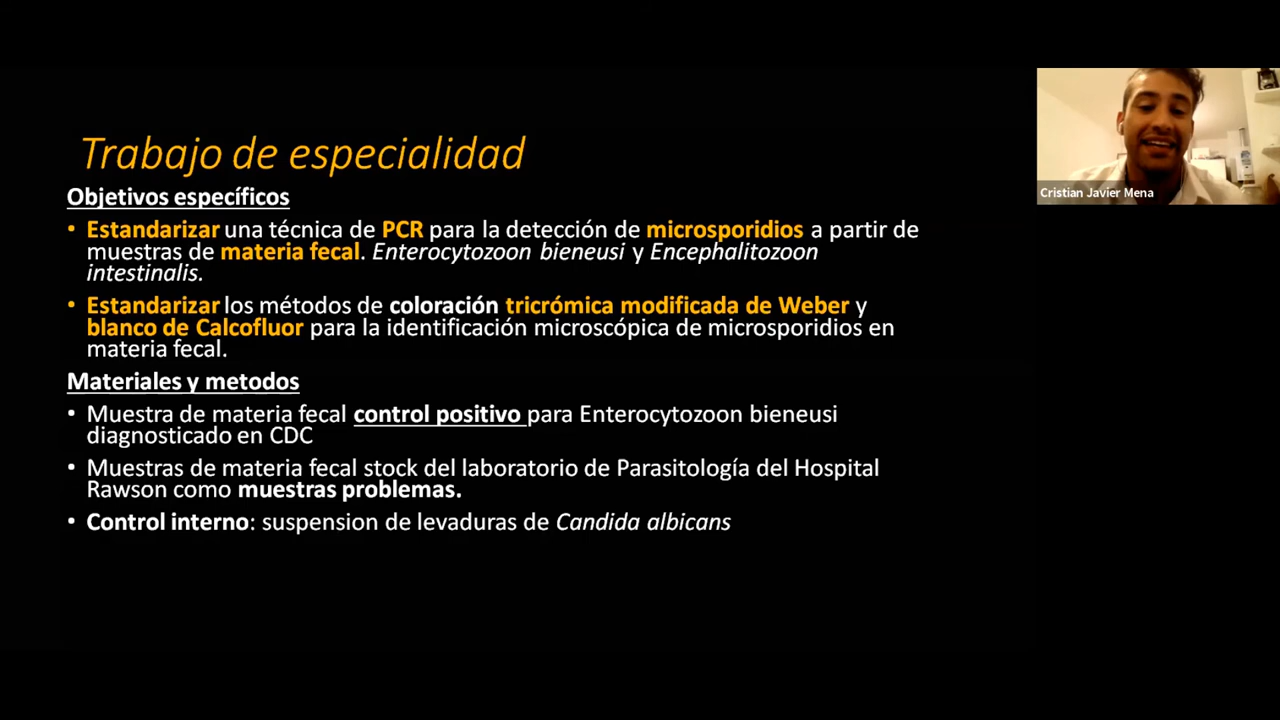 Trabajo de especialidad
Objetivos específicos
• Estandarizar una técnica de PCR para la detección de microsporidios a partir de
muestras de materia fecal. Enterocytozoon bieneusi y Encephalitozoon
intestinalis.
• Estandarizar los métodos de coloración tricrómica modificada de Weber y
blanco de Calcofluor para la identificación microscópica de microsporidios en
materia fecal.
Materiales y metodos
• Muestra de materia fecal control positivo para Enterocytozoon bieneusi
diagnosticado en CDC
• Muestras de materia fecal stock del laboratorio de Parasitología del Hospital
Rawson como muestras problemas.
• Control interno: suspension de levaduras de Candida albicans
Cristian Javier Mena